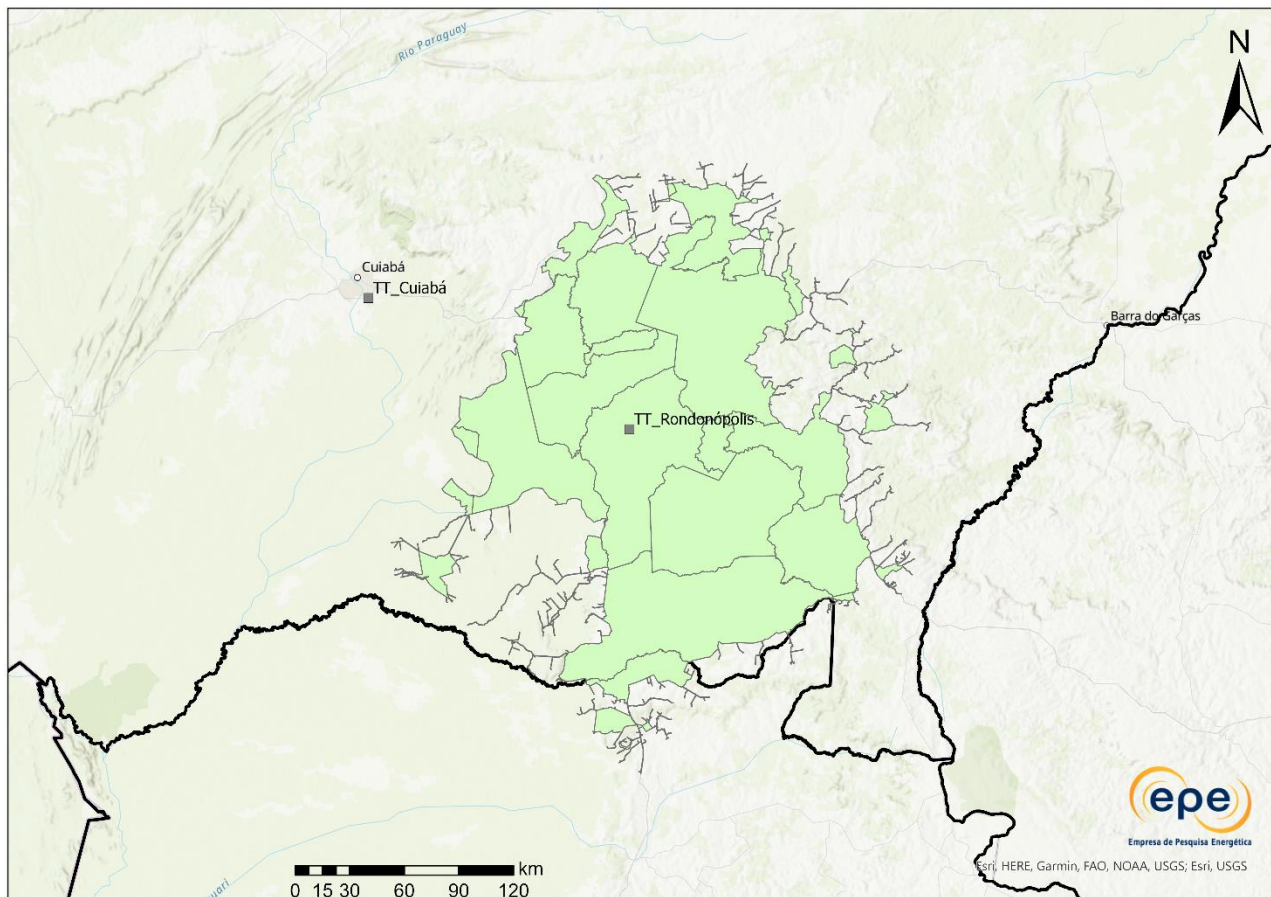 Rio Paraguay
N
Cuiabá
TT_Cuiabá
Barra do Garças
TT_Rondonópolis
epe
Empresa de Pesquisa Energética
km
0 15 30 60 90 120
Esri, HERE, Garmin, FAO, NOAA, USGS; Esri, USGS